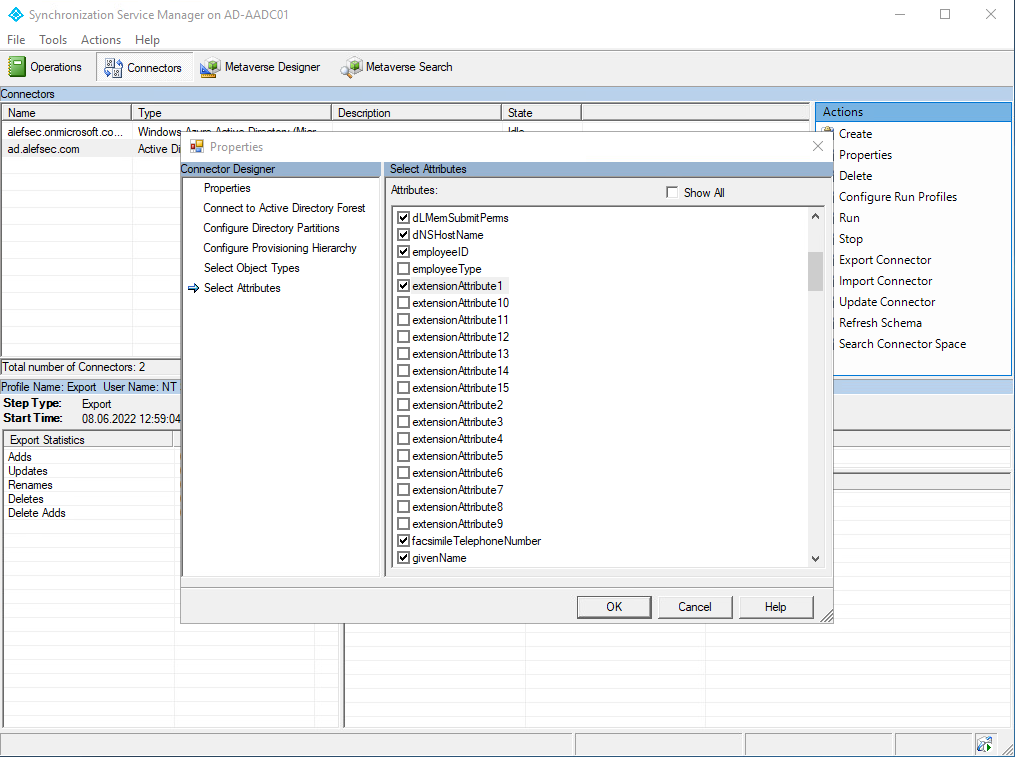 Synchronization Service Manager on AD-AADC01
File Tools Actions Help
Operations Connectors Metaverse Designer Metaverse Search
Connectors
Name Type Description State
alefsec.onmicrosoft.co... Windows Azure Active Directory (Micr... Idle
ad.alefsec.com Active Di
Total number of Connectors: 2
Profile Name: Export User Name: NT
Step Type: Export
Start Time: 08.06.2022 12:59:04
Export Statistics
Adds
Updates
Renames
Deletes
Delete Adds
Properties
Connector Designer
Properties
Connect to Active Directory Forest
Configure Directory Partitions
Configure Provisioning Hierarchy
Select Object Types
Select Attributes
Select Attributes
Attributes: Show All
dLMemSubmitPerms
dNSHostName
employeeID
employeeType
extensionAttribute1
extensionAttribute10
extensionAttribute11
extensionAttribute12
extensionAttribute13
extensionAttribute14
extensionAttribute15
extensionAttribute2
extensionAttribute3
extensionAttribute4
extensionAttribute5
extensionAttribute6
extensionAttribute7
extensionAttribute8
extensionAttribute9
facsimileTelephoneNumber
givenName
OK Cancel Help
Actions
Create
Properties
Delete
Configure Run Profiles
Run
Stop
Export Connector
Import Connector
Update Connector
Refresh Schema
Search Connector Space